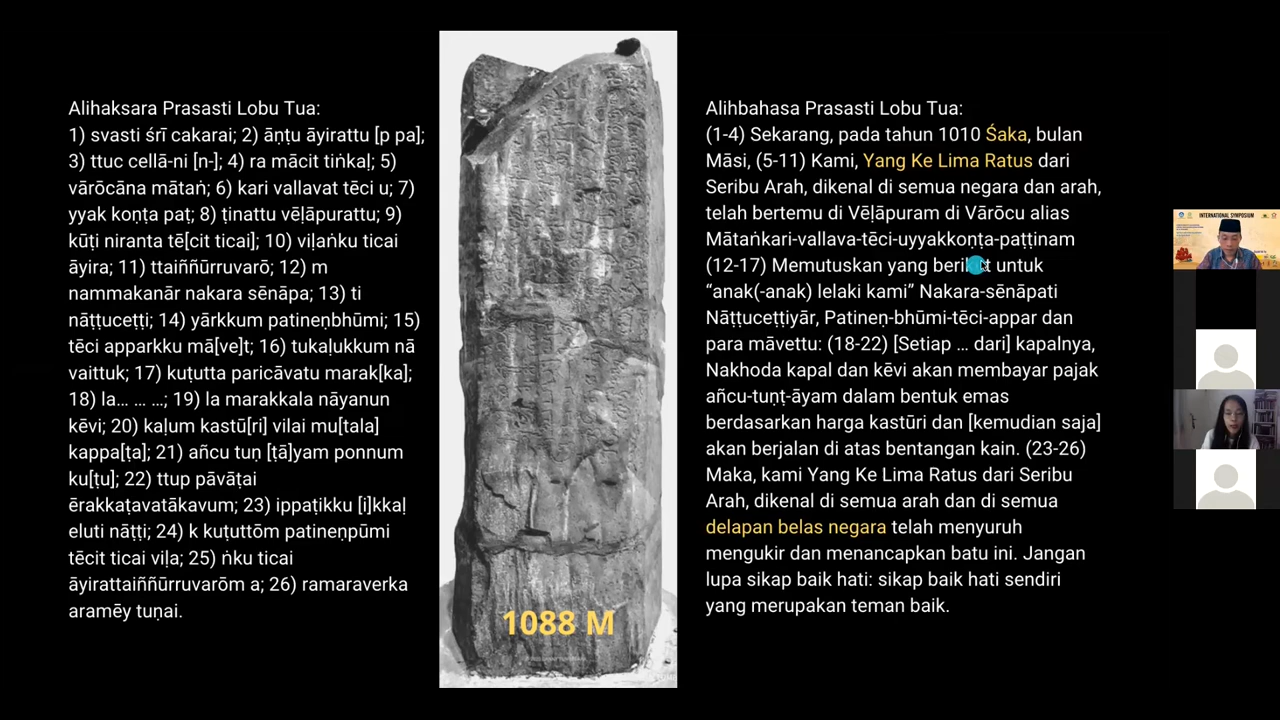 Alihaksara Prasasti Lobu Tua:
1) svasti śrī cakarai; 2) āṇṭu āyirattu [p pa];
3) ttuc cellā-ni [n-]; 4) ra mācit tiṅkaḷ; 5)
vārōcāna mātaṅ; 6) kari vallavat tēci u; 7)
yyak koṇṭa paṭ; 8) ṭinattu vēḷāpurattu; 9)
kūṭi niranta tē[cit ticai]; 10) viḷaṅku ticai
āyira; 11) ttaiññūrruvarō; 12) m
nammakanār nakara sēnāpa; 13) ti
nāṭṭuceṭṭi; 14) yārkkum patineṇbhūmi; 15)
tēci apparkku mā[ve]t; 16) tukaḷukkum nā
vaittuk; 17) kuṭutta paricāvatu marak[ka];
18) la… … …; 19) la marakkala nāyanun
kēvi; 20) kaḷum kastū[ri) vilai mu[tala]
kappa[ṭa]; 21) añcu tuṇ [ṭā]yam ponnum
ku[ṭu]; 22) ttup pāvāṭai
ērakkaṭavatākavum; 23) ippaṭikku [i]kkaḷ
eluti nāṭṭi; 24) k kuṭuttōm patineṇpūmi
tēcit ticai viḷa; 25) ṅku ticai
āyirattaiññūrruvarōm a; 26) ramaraverka
aramēy tuṇai.
1088 M
Alihbahasa Prasasti Lobu Tua:
(1-4) Sekarang, pada tahun 1010 Śaka, bulan
Māsi, (5-11) Kami, Yang Ke Lima Ratus dari
Seribu Arah, dikenal di semua negara dan arah,
telah bertemu di Vēḷāpuram di Vārōcu alias
Mātaṅkari-vallava-tēci-uyyakkoṇṭa-paṭṭinam
(12-17) Memutuskan yang berikut untuk
“anak(-anak) lelaki kami” Nakara-sēnāpati
Nāṭṭuceṭṭiyār, Patineṇ-bhūmi-tēci-appar dan
para māvettu: (18-22) [Setiap … dari] kapalnya,
Nakhoda kapal dan kēvi akan membayar pajak
añcu-tuṇṭ-āyam dalam bentuk emas
berdasarkan harga kastūri dan [kemudian saja]
akan berjalan di atas bentangan kain. (23-26)
Maka, kami Yang Ke Lima Ratus dari Seribu
Arah, dikenal di semua arah dan di semua
delapan belas negara telah menyuruh
mengukir dan menancapkan batu ini. Jangan
lupa sikap baik hati: sikap baik hati sendiri
yang merupakan teman baik.
INTERNATIONAL SYMPOSIUM